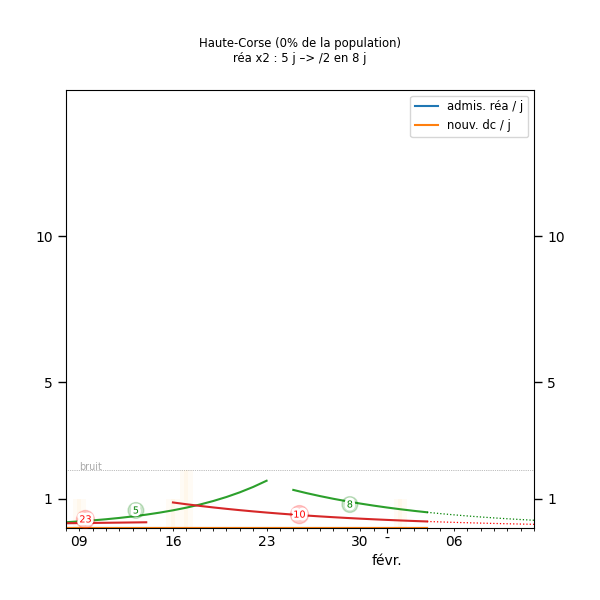 Haute-Corse (0% de la population)
réa x2 : 5 j –> /2 en 8 j
admis. réa / j
nouv. dc / j
10
10
5
5
bruit
1
1
23
5
10
8
09
16
23
30
-
06
févr.